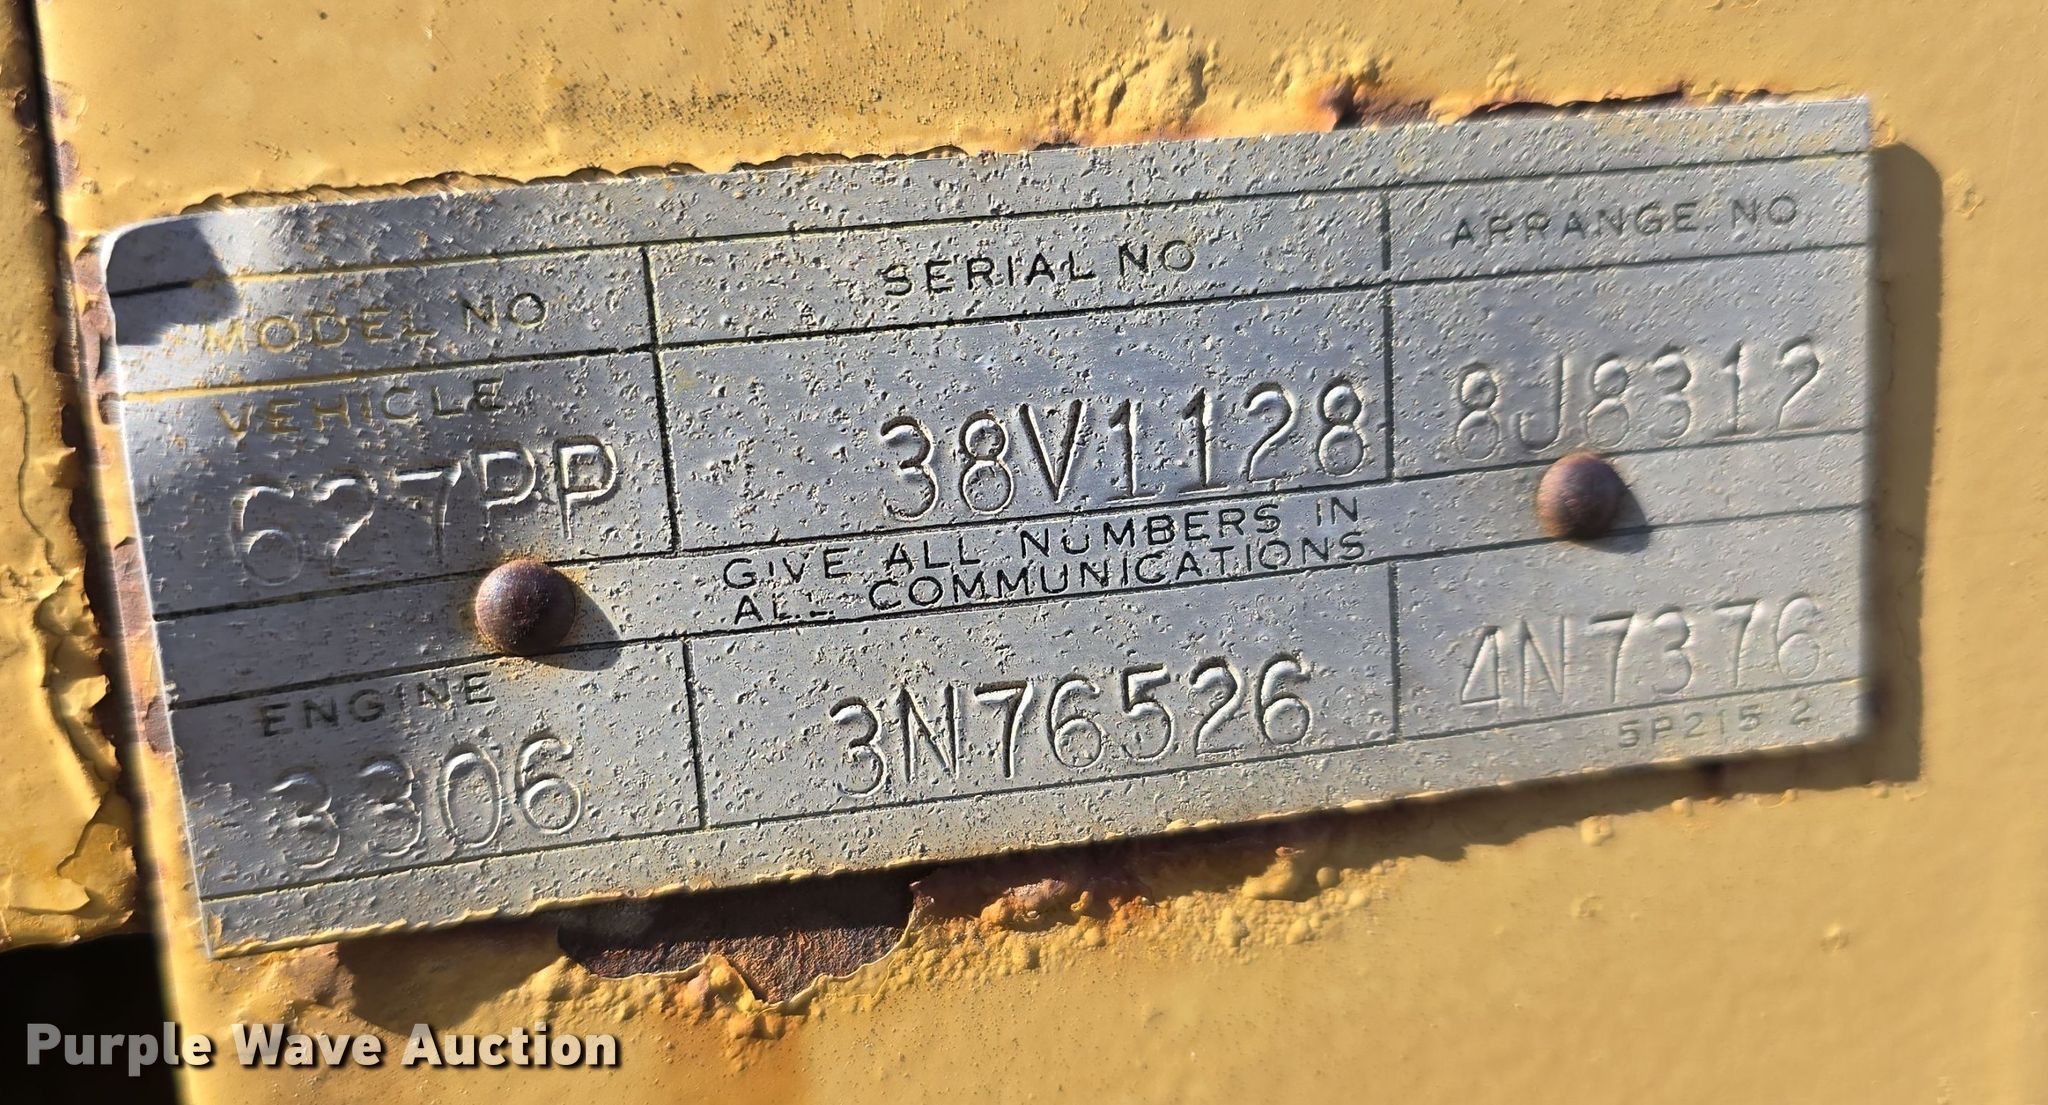 MODEL NO SERIAL NO ARRANGE. NO
VEHICLE
627PP 38V1128 8J8312
GIVE ALL NUMBERS IN
ALL COMMUNICATIONS
ENGINE
3306 3N76526 4N7376
5P215 2
Purple Wave Auction